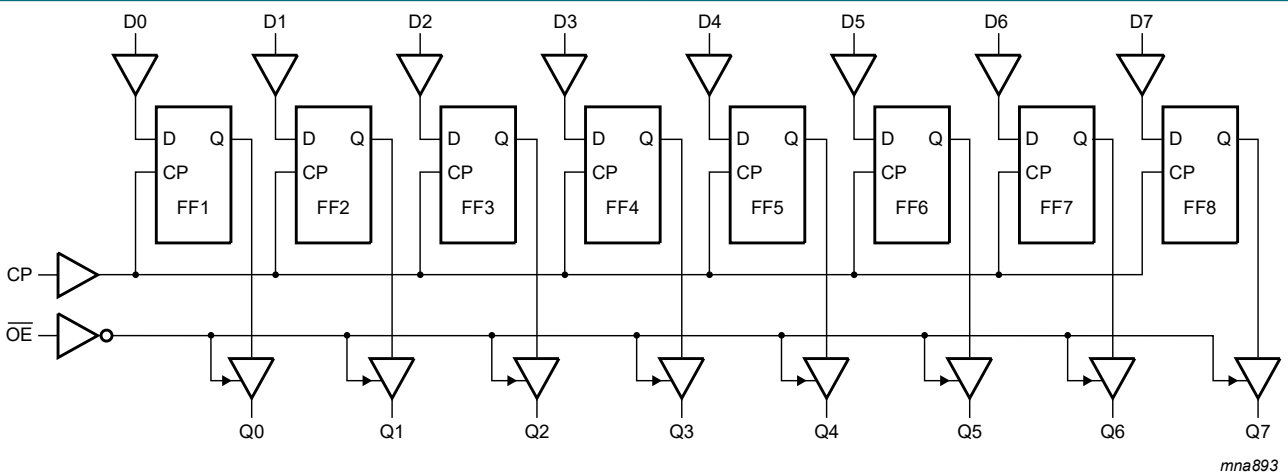 D0 D1 D2 D3 D4 D5 D6 D7
D Q D Q D Q D Q D Q D Q D Q D Q
CP CP CP CP CP CP CP CP
FF1 FF2 FF3 FF4 FF5 FF6 FF7 FF8
CP
O̅E̅
Q0 Q1 Q2 Q3 Q4 Q5 Q6 Q7
mna893